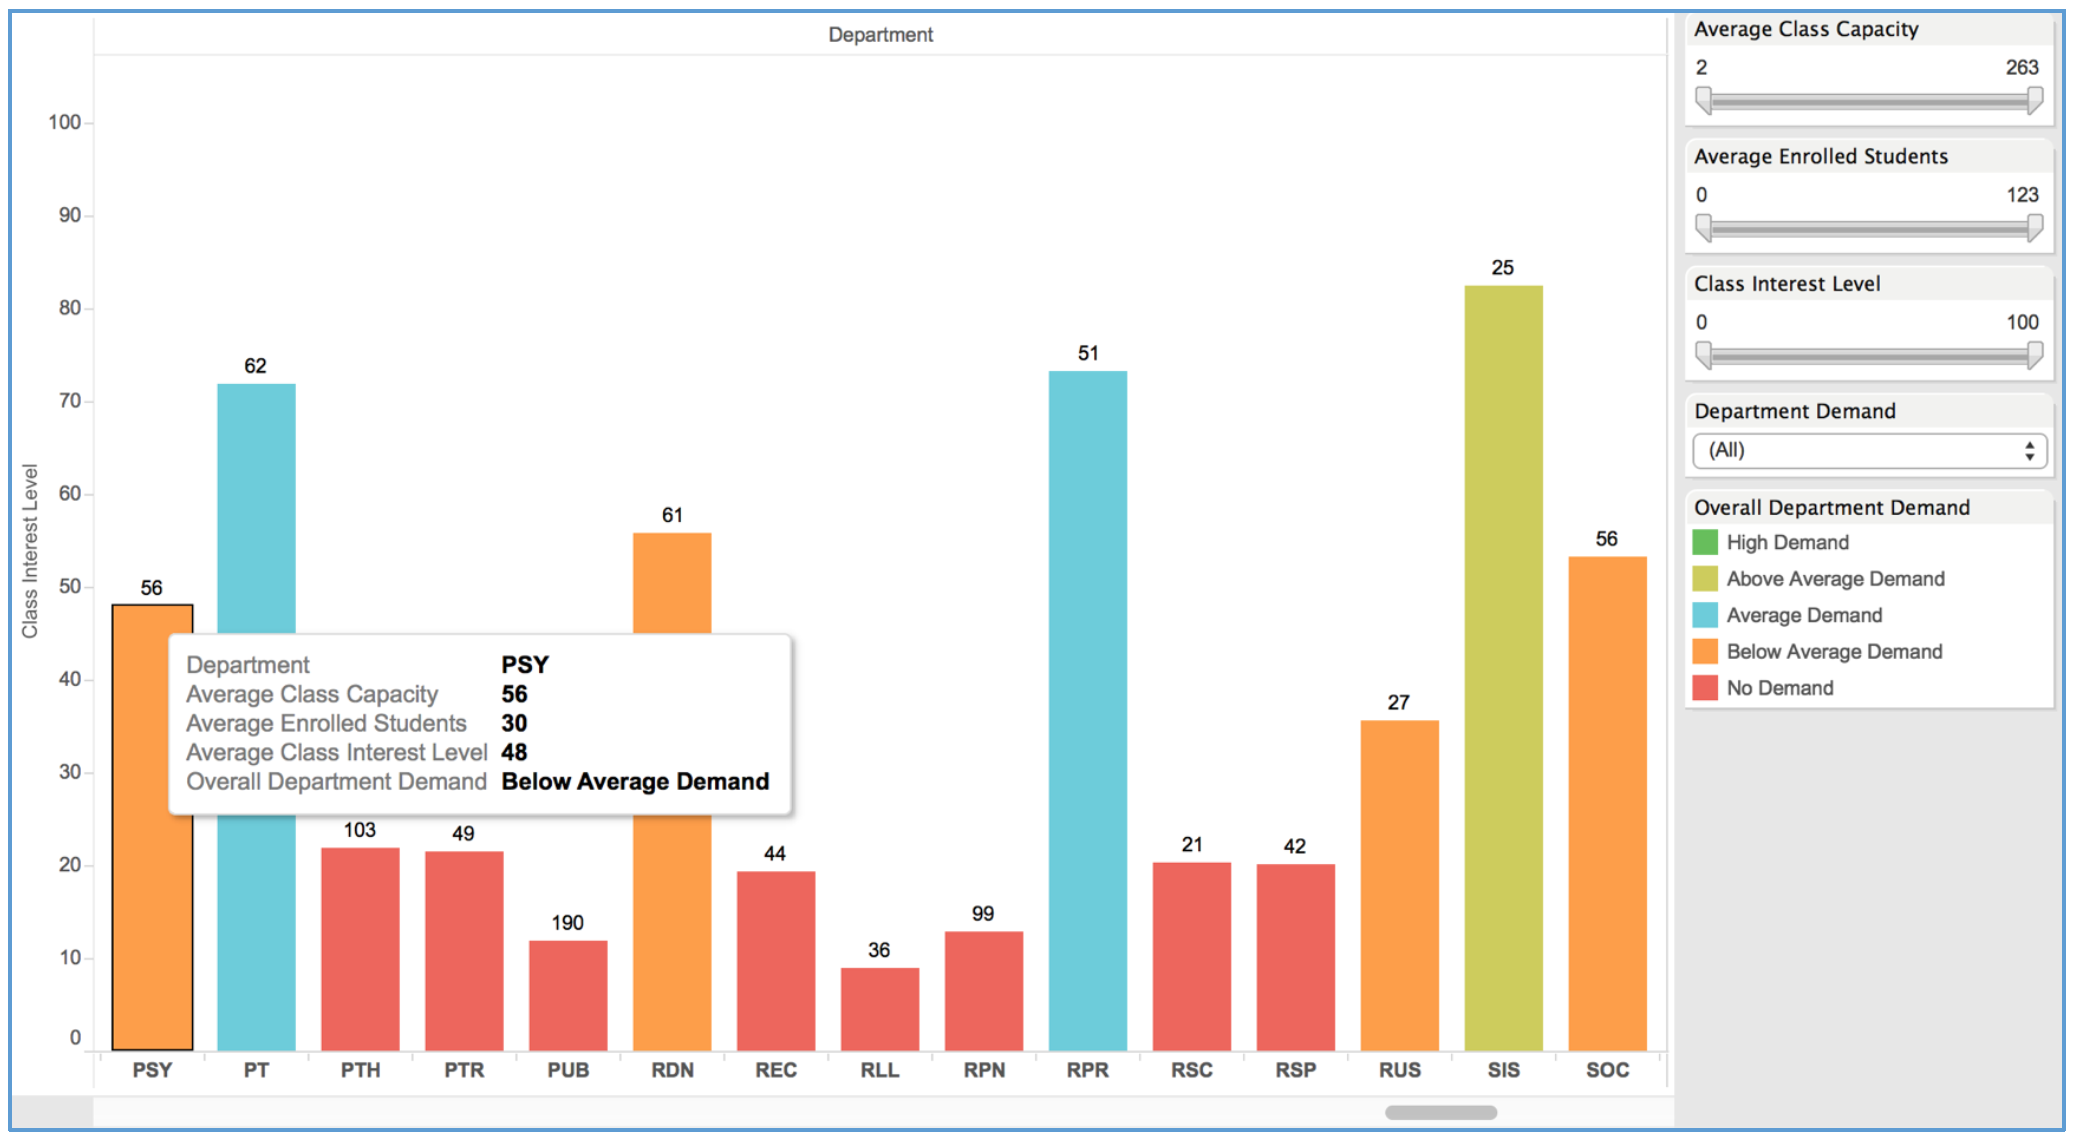 Department
100
90
80
70
60
50
40
30
20
10
0
Class Interest Level
56
62
103
49
190
61
44
36
99
51
21
42
27
25
56
Department PSY
Average Class Capacity 56
Average Enrolled Students 30
Average Class Interest Level 48
Overall Department Demand Below Average Demand
PSY PT PTH PTR PUB RDN REC RLL RPN RPR RSC RSP RUS SIS SOC
Average Class Capacity
2 263
Average Enrolled Students
0 123
Class Interest Level
0 100
Department Demand
(All)
Overall Department Demand
High Demand
Above Average Demand
Average Demand
Below Average Demand
No Demand